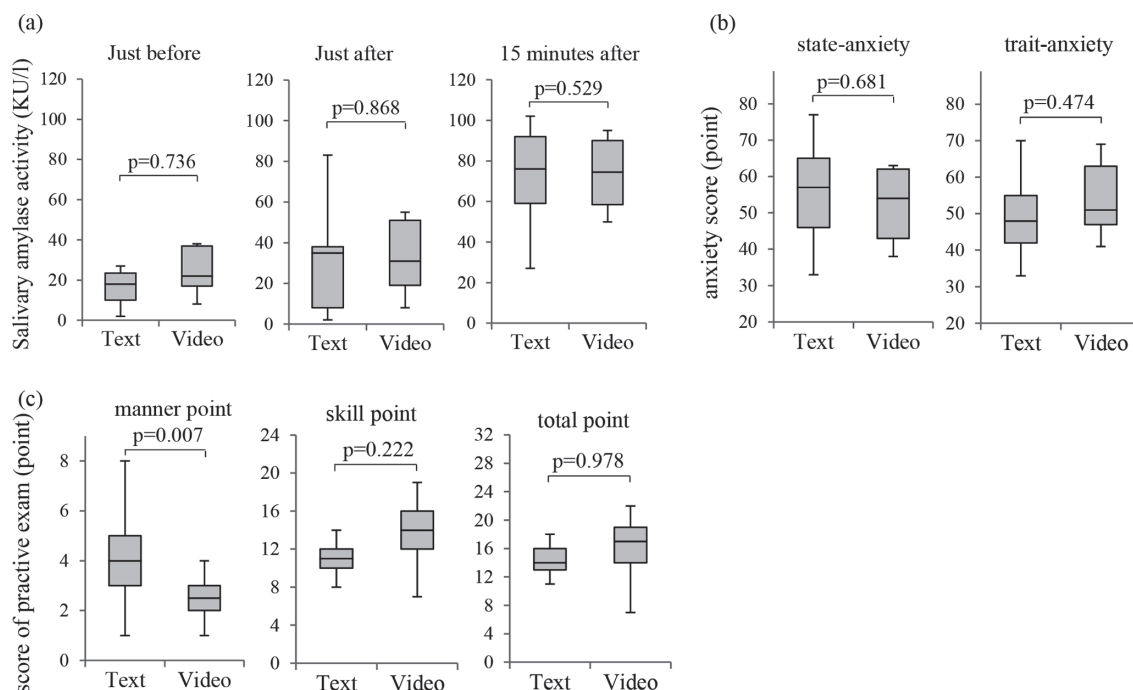 (a)
Just before
Just after
15 minutes after
Salivary amylase activity (KU/l)
120
100
80
60
40
20
0
p=0.736
Text Video
120
100
80
60
40
20
0
p=0.868
Text Video
120
100
80
60
40
20
0
p=0.529
Text Video
(b)
state-anxiety
trait-anxiety
anxiety score (point)
80
70
60
50
40
30
20
p=0.681
Text Video
80
70
60
50
40
30
20
p=0.474
Text Video
(c)
manner point
skill point
total point
score of practive exam (point)
8
6
4
2
0
p=0.007
Text Video
24
20
16
12
8
4
0
p=0.222
Text Video
32
28
24
20
16
12
8
4
0
p=0.978
Text Video